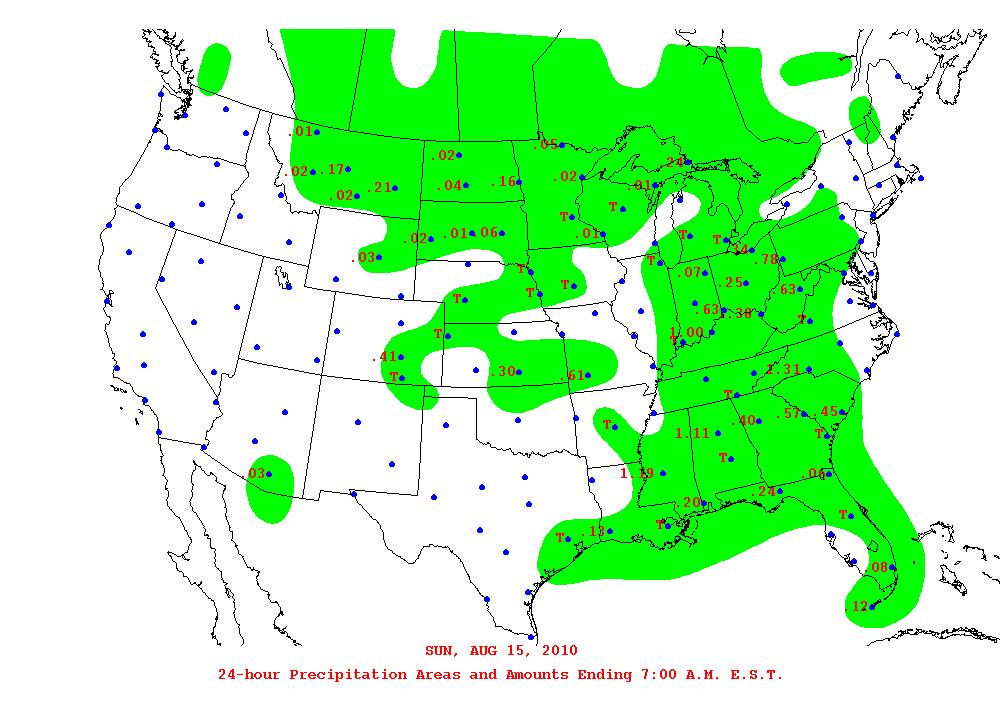 .01
.05
.02
.24
.02 .17
.02
.01
.02 .21 .04 .16
T T
.02 .01 .06 .01 T T
.14
.03 T .78
T .07
T T .25 .63
T .63 1.38 T
T 1.00
.41
T .30 .61 1.31
T
T .40 .57 .45
1.11 T
T
.03 1.19 .06
.24
.20
T .13 T T
.08
.12
SUN, AUG 15, 2010
24-hour Precipitation Areas and Amounts Ending 7:00 A.M. E.S.T.